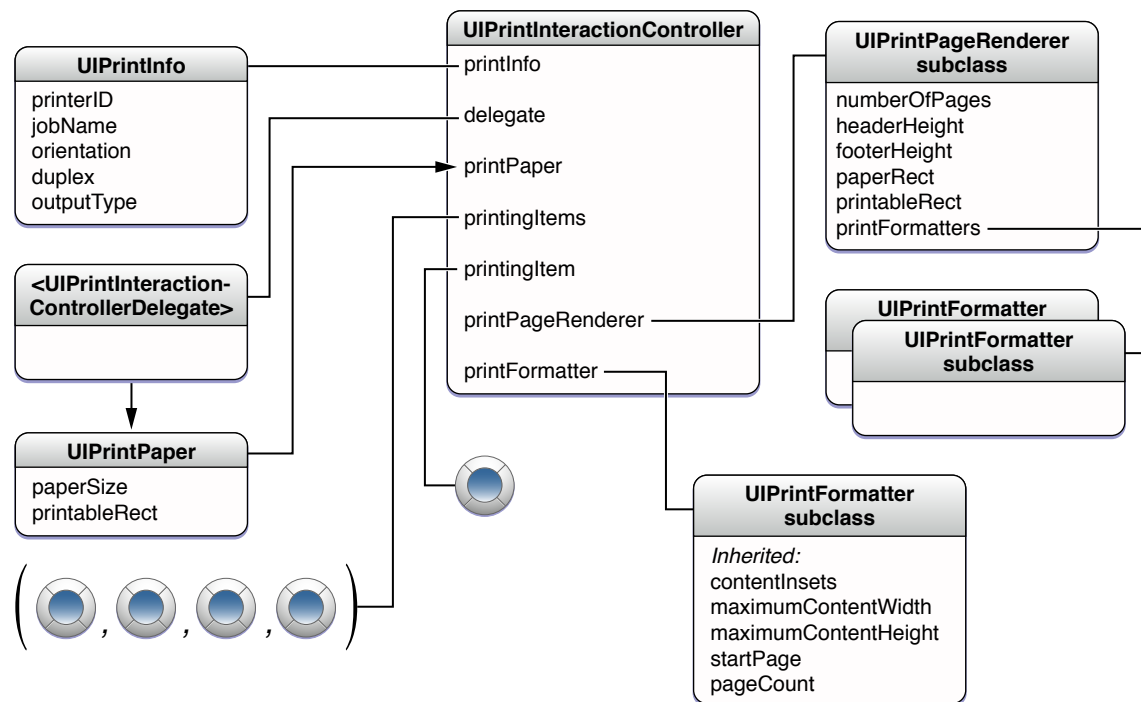 UIPrintInfo
printerID
jobName
orientation
duplex
outputType
<UIPrintInteraction-
ControllerDelegate>
UIPrintPaper
paperSize
printableRect
( , , , )
UIPrintInteractionController
printInfo
delegate
printPaper
printingItems
printingItem
printPageRenderer
printFormatter
UIPrintPageRenderer
subclass
numberOfPages
headerHeight
footerHeight
paperRect
printableRect
printFormatters
UIPrintFormatter
UIPrintFormatter
subclass
UIPrintFormatter
subclass
Inherited:
contentInsets
maximumContentWidth
maximumContentHeight
startPage
pageCount